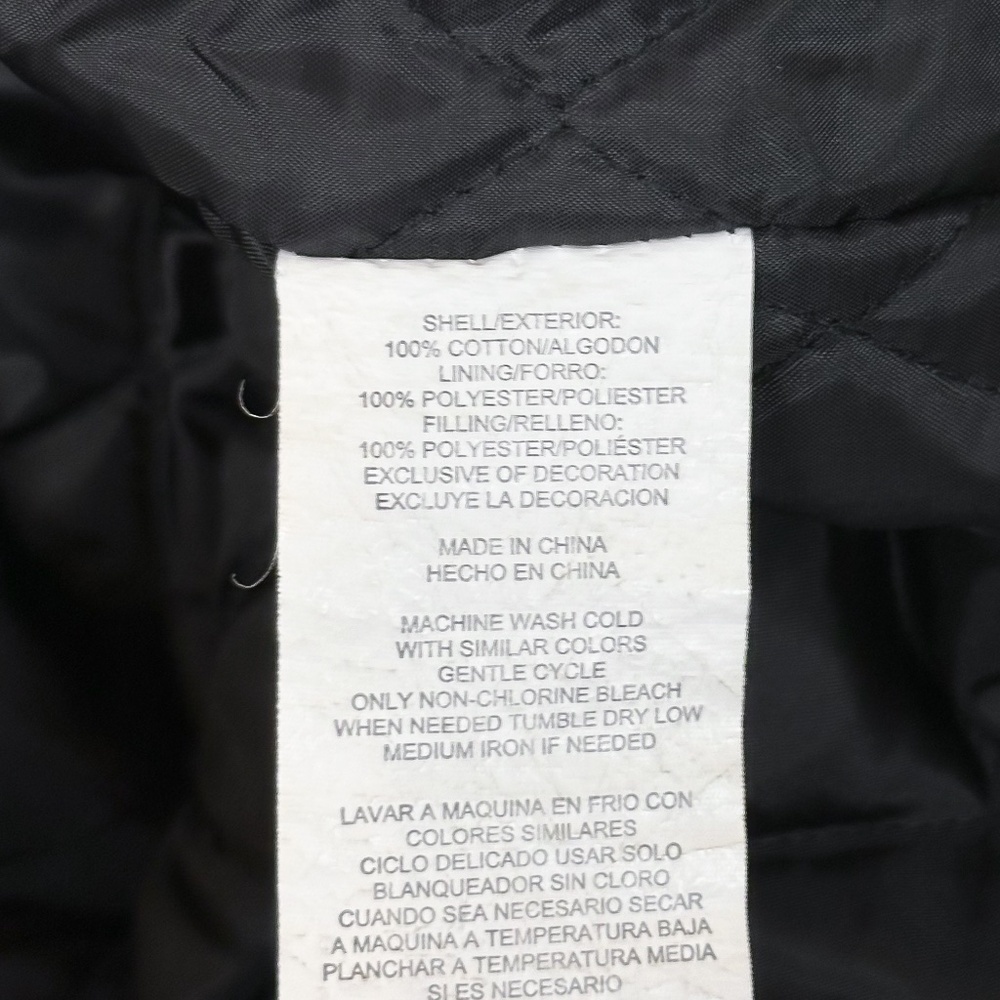 SHELL/EXTERIOR:
100% COTTON/ALGODON
LINING/FORRO:
100% POLYESTER/POLIESTER
FILLING/RELLENO:
100% POLYESTER/POLIÉSTER
EXCLUSIVE OF DECORATION
EXCLUYE LA DECORACION
MADE IN CHINA
HECHO EN CHINA
MACHINE WASH COLD
WITH SIMILAR COLORS
GENTLE CYCLE
ONLY NON-CHLORINE BLEACH
WHEN NEEDED TUMBLE DRY LOW
MEDIUM IRON IF NEEDED
LAVAR A MAQUINA EN FRIO CON
COLORES SIMILARES
CICLO DELICADO USAR SOLO
BLANQUEADOR SIN CLORO
CUANDO SEA NECESARIO SECAR
A MAQUINA A TEMPERATURA BAJA
PLANCHAR A TEMPERATURA MEDIA
SI ES NECESARIO